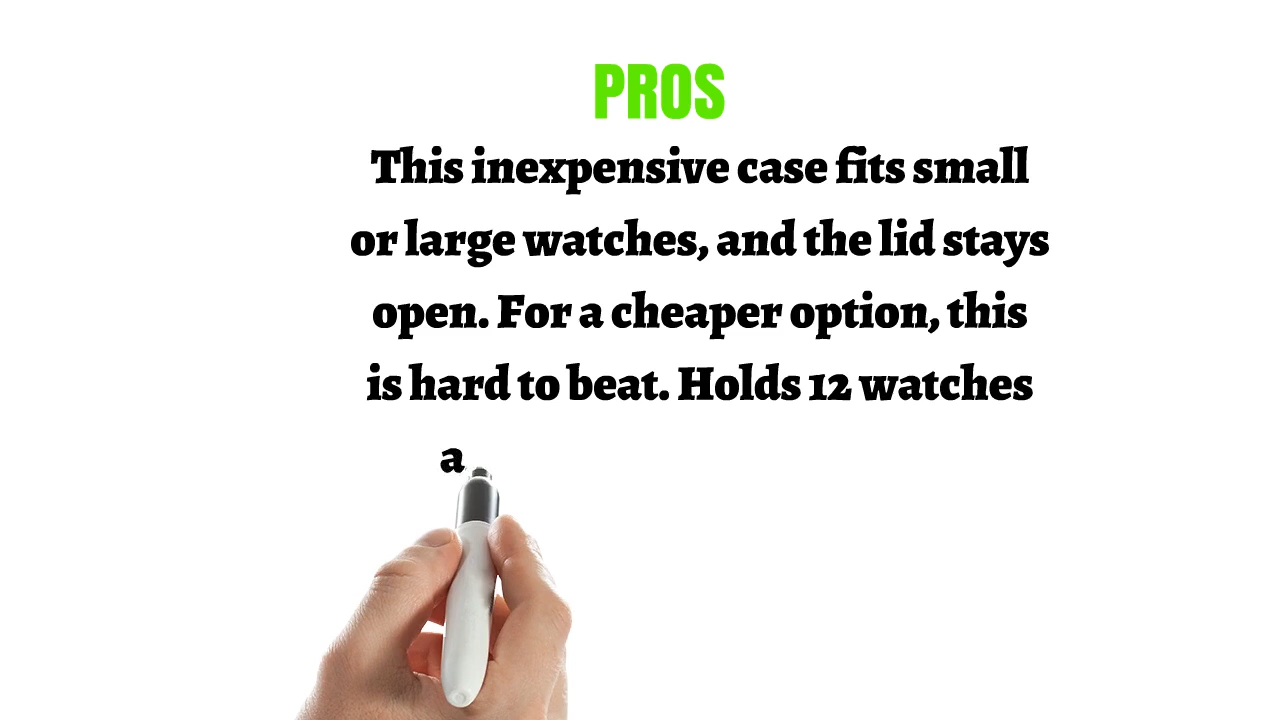 PROS
This inexpensive case fits small
or large watches, and the lid stays
open. For a cheaper option, this
is hard to beat. Holds 12 watches
a